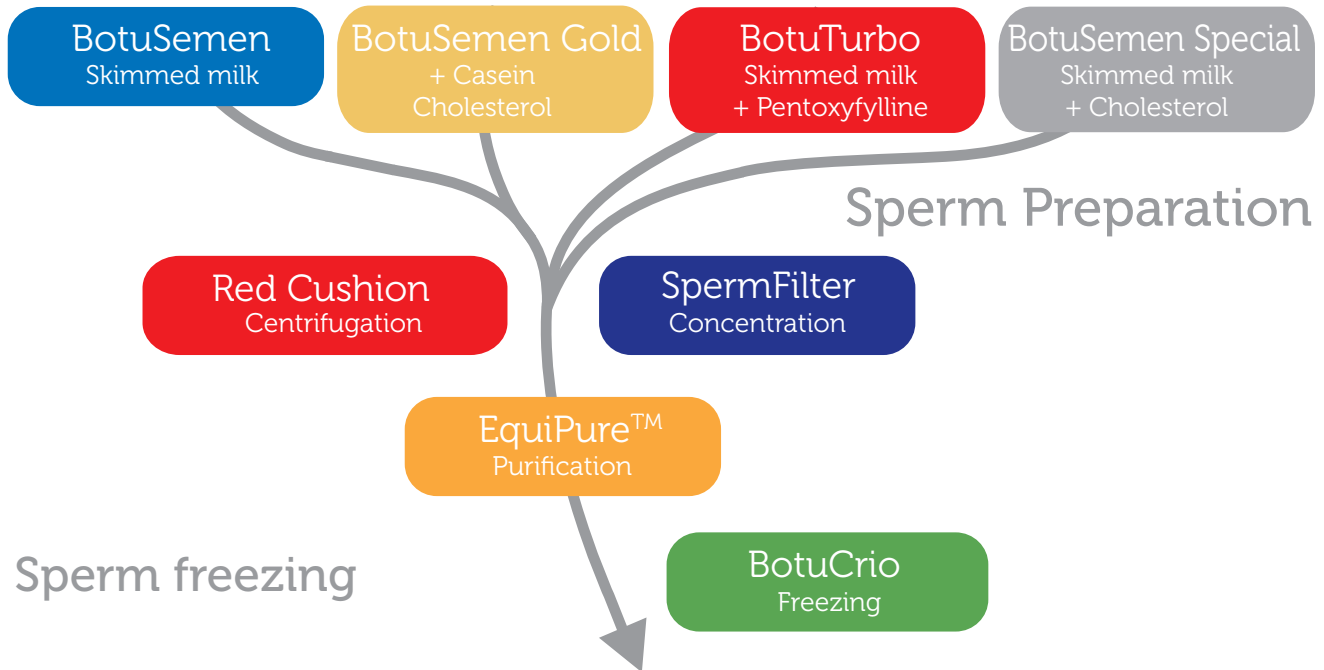 BotuSemen
Skimmed milk
BotuSemen Gold
+ Casein
Cholesterol
BotuTurbo
Skimmed milk
+ Pentoxyfylline
BotuSemen Special
Skimmed milk
+ Cholesterol
Sperm Preparation
Red Cushion
Centrifugation
SpermFilter
Concentration
EquiPure™
Purification
Sperm freezing
BotuCrio
Freezing